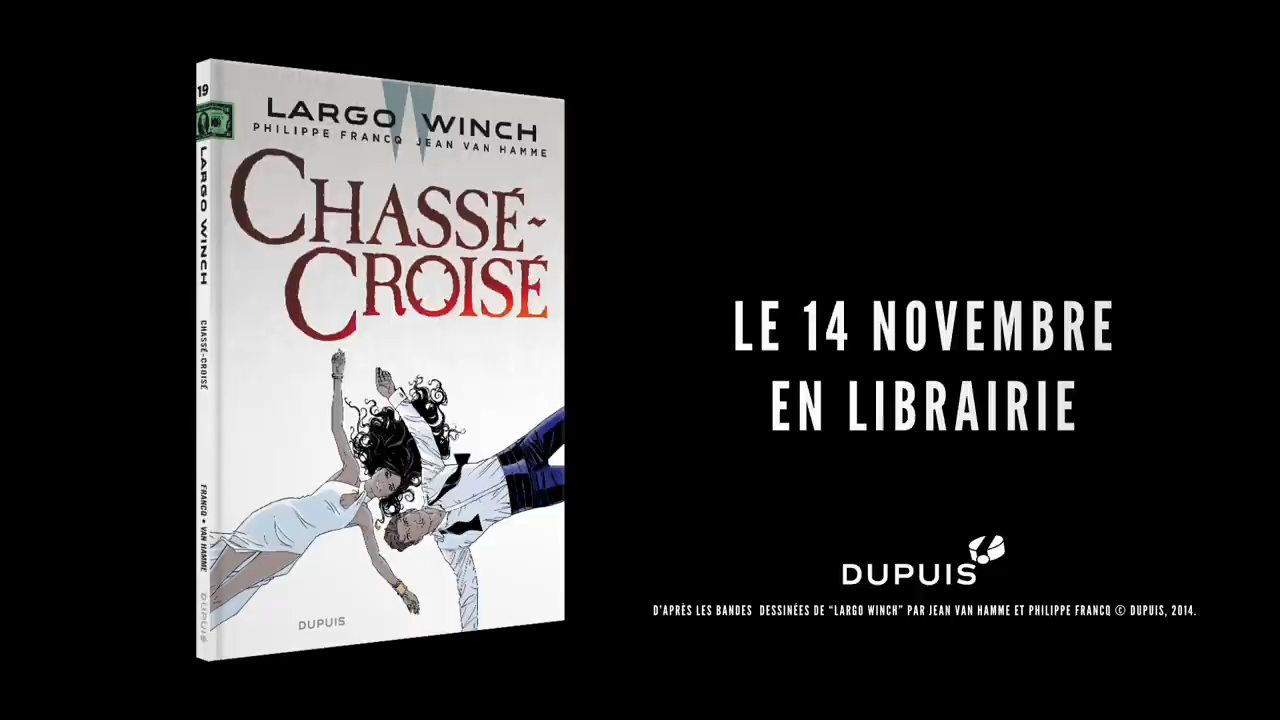 19
LARGO WINCH
CHASSÉ-CROISÉ
FRANCQ • VAN HAMME
DUPUIS
LARGO WINCH
PHILIPPE FRANCQ JEAN VAN HAMME
CHASSÉ-
CROISÉ
DUPUIS
LE 14 NOVEMBRE
EN LIBRAIRIE
DUPUIS
D'APRÈS LES BANDES DESSINÉES DE “LARGO WINCH” PAR JEAN VAN HAMME ET PHILIPPE FRANCQ © DUPUIS, 2014.